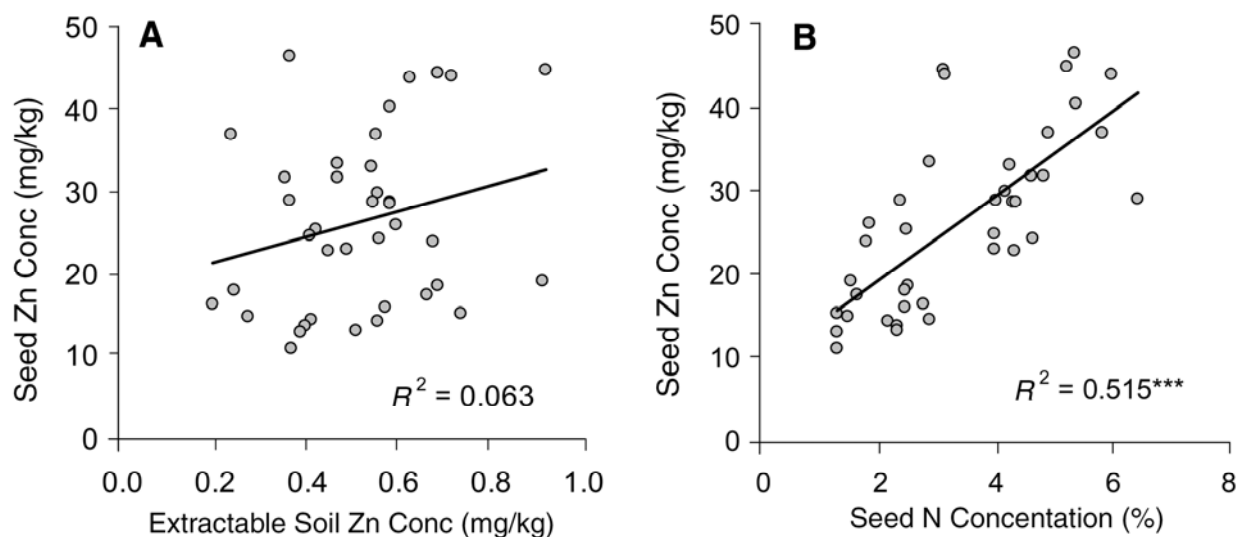 A
Seed Zn Conc (mg/kg)
50
40
30
20
10
0
R² = 0.063
0.0 0.2 0.4 0.6 0.8 1.0
Extractable Soil Zn Conc (mg/kg)
B
Seed Zn Conc (mg/kg)
50
40
30
20
10
0
R² = 0.515***
0 2 4 6 8
Seed N Concentation (%)